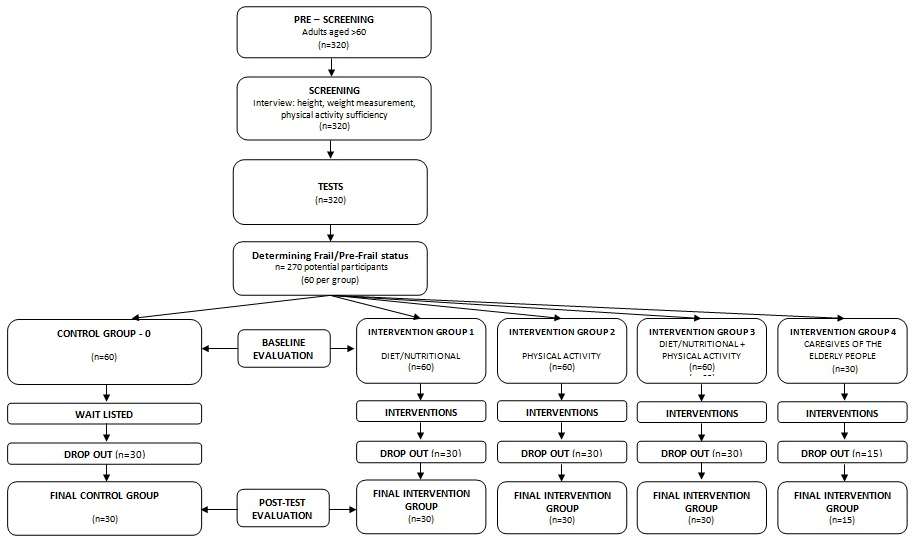 PRE – SCREENING
Adults aged >60
(n=320)
SCREENING
Interview: height, weight measurement,
physical activity sufficiency
(n=320)
TESTS
(n=320)
Determining Frail/Pre-Frail status
n= 270 potential participants
(60 per group)
CONTROL GROUP - 0
(n=60)
BASELINE
EVALUATION
INTERVENTION GROUP 1
DIET/NUTRITIONAL
(n=60)
INTERVENTION GROUP 2
PHYSICAL ACTIVITY
(n=60)
INTERVENTION GROUP 3
DIET/NUTRITIONAL +
PHYSICAL ACTIVITY
(n=60)
INTERVENTION GROUP 4
CAREGIVES OF THE
ELDERLY PEOPLE
(n=30)
WAIT LISTED
INTERVENTIONS
INTERVENTIONS
INTERVENTIONS
INTERVENTIONS
DROP OUT (n=30)
DROP OUT (n=30)
DROP OUT (n=30)
DROP OUT (n=30)
DROP OUT (n=15)
FINAL CONTROL GROUP
(n=30)
POST-TEST
EVALUATION
FINAL INTERVENTION
GROUP
(n=30)
FINAL INTERVENTION
GROUP
(n=30)
FINAL INTERVENTION
GROUP
(n=30)
FINAL INTERVENTION
GROUP
(n=15)